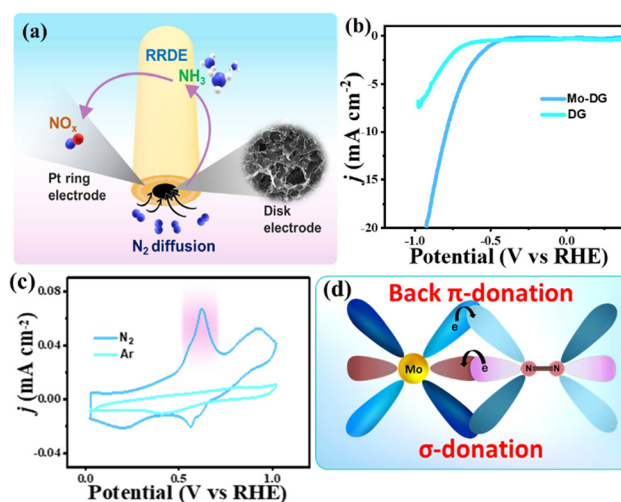 (a)
RRDE
NH3
NOx
Pt ring
electrode
Disk
electrode
N2 diffusion
(b)
j (mA cm-2)
0
-5
-10
-15
-20
Mo-DG
DG
-1.0
-0.5
0.0
Potential (V vs RHE)
(c)
j (mA cm-2)
0.08
0.04
0.00
-0.04
N2
Ar
0.0
0.5
1.0
Potential (V vs RHE)
(d)
Back π-donation
e
e
Mo
N
N
σ-donation